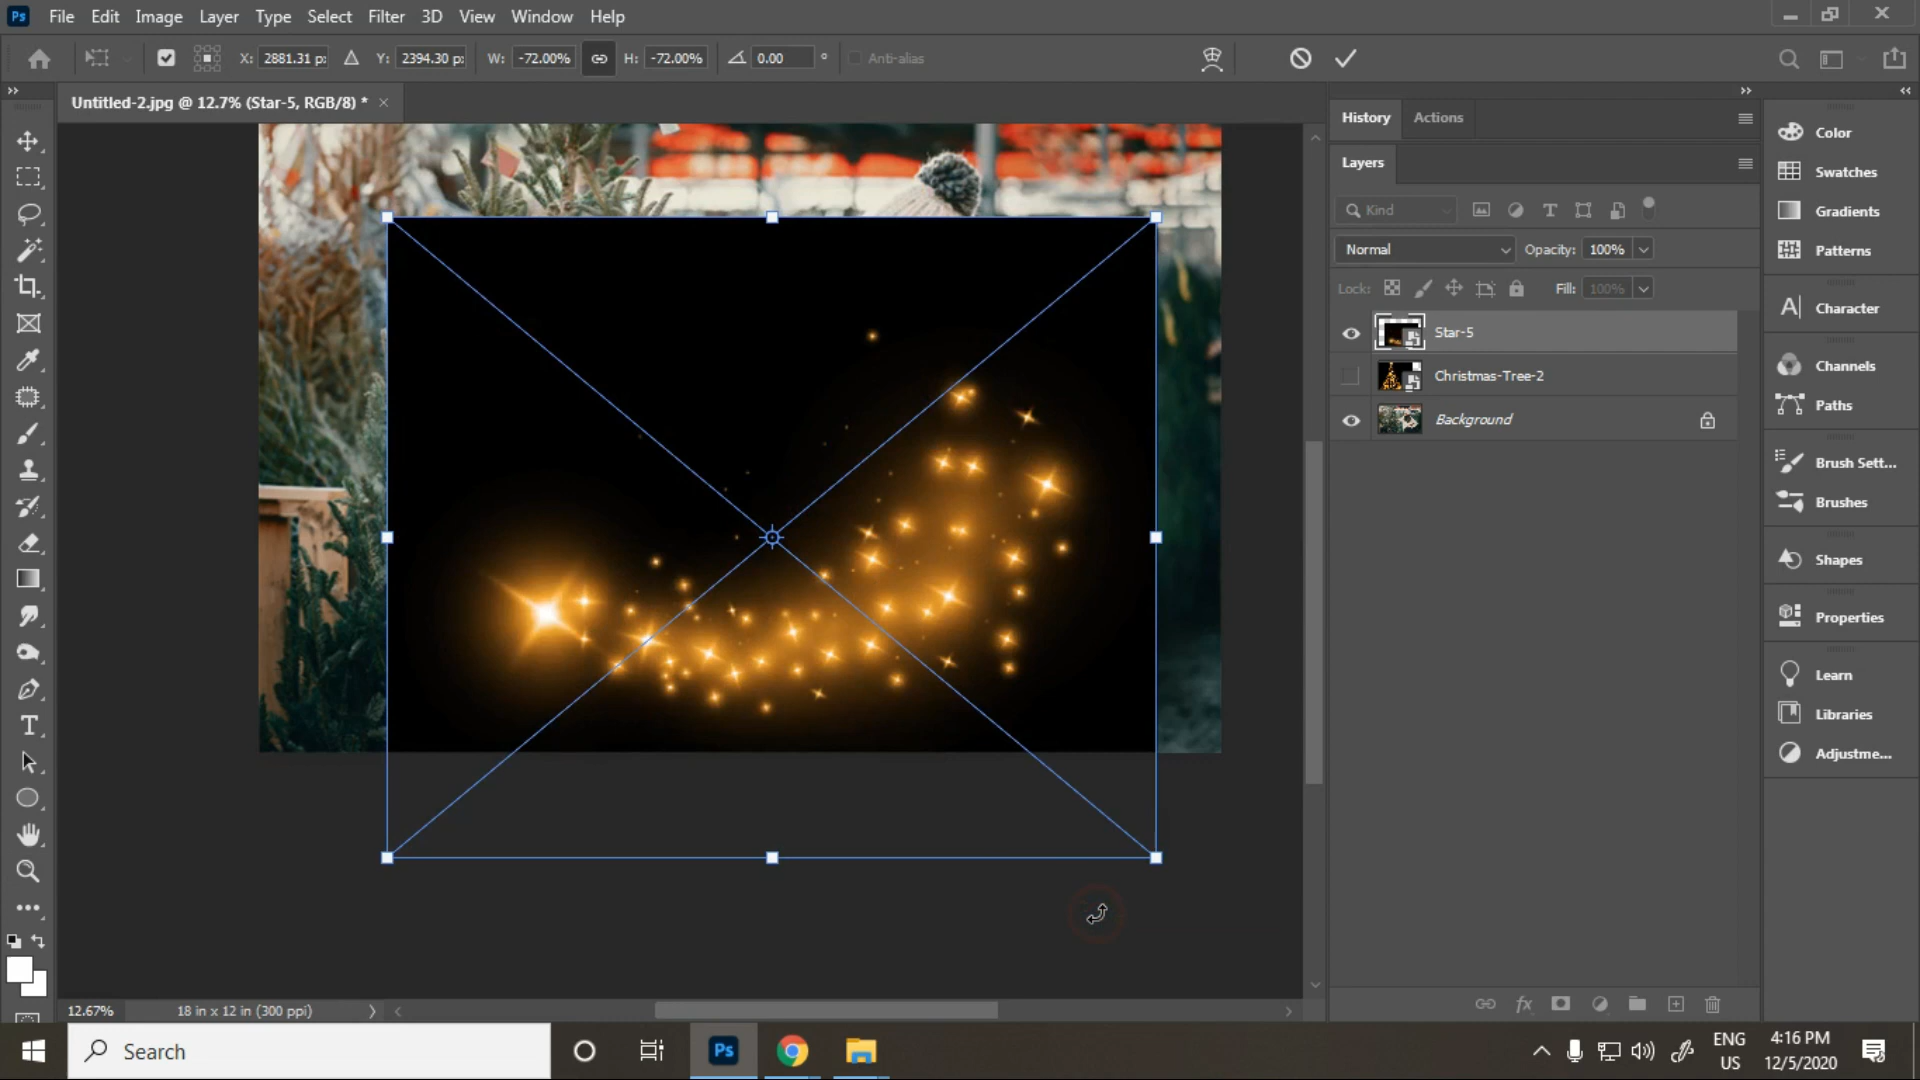 Ps File Edit Image Layer Type Select Filter 3D View Window Help
X: 2881.31 p: Y: 2394.30 p: W: -72.00% H: -72.00% 0.00 ° Anti-alias
Untitled-2.jpg @ 12.7% (Star-5, RGB/8) * ×
History Actions
Layers
Kind
Normal Opacity: 100%
Lock: Fill: 100%
Star-5
Christmas-Tree-2
Background
Color
Swatches
Gradients
Patterns
Character
Channels
Paths
Brush Sett...
Brushes
Shapes
Properties
Learn
Libraries
Adjustme...
12.67% 18 in x 12 in (300 ppi)
Search
Ps
ENG
US
4:16 PM
12/5/2020